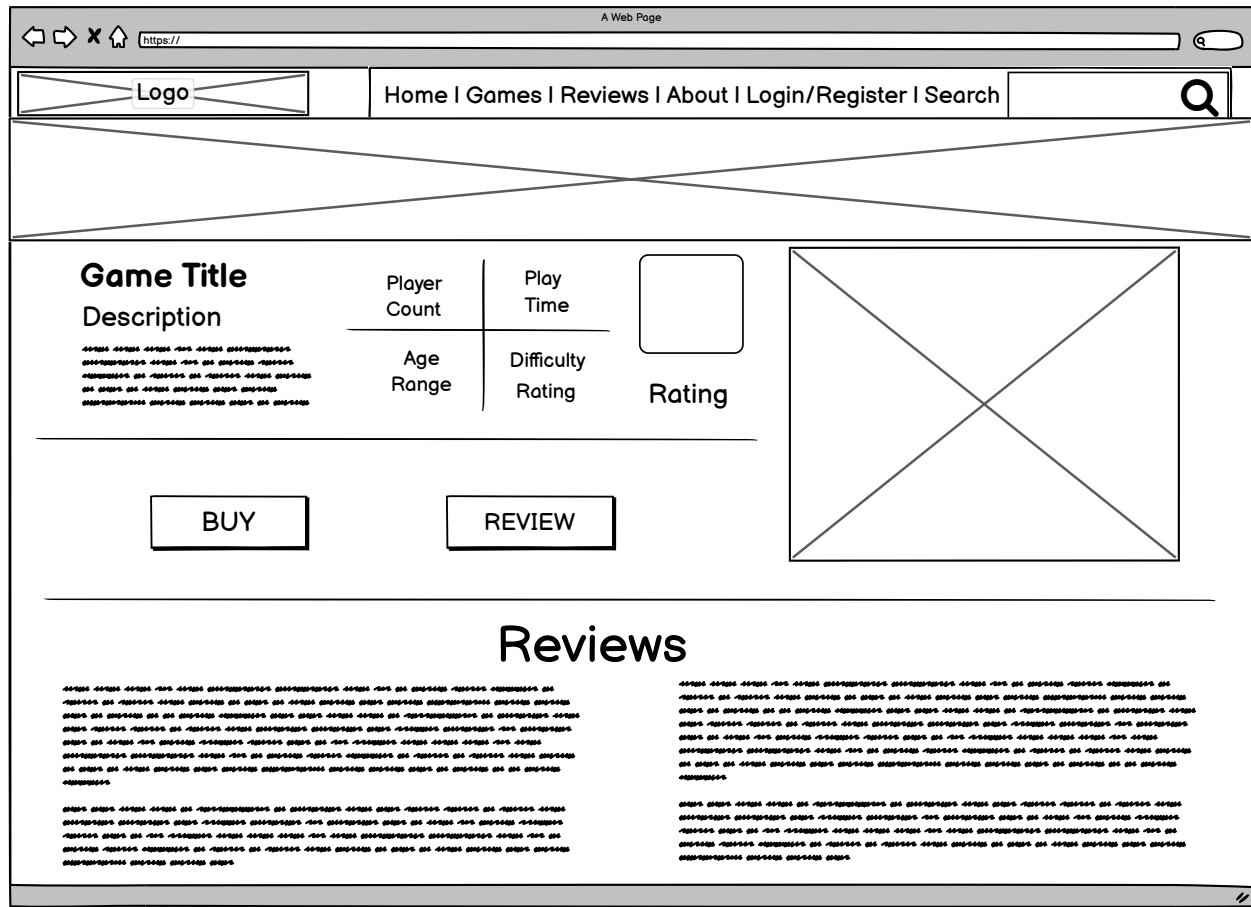 A Web Page
https://
Logo
Home | Games | Reviews | About | Login/Register | Search
Game Title
Description
Player
Count
Play
Time
Age
Range
Difficulty
Rating
Rating
BUY
REVIEW
Reviews